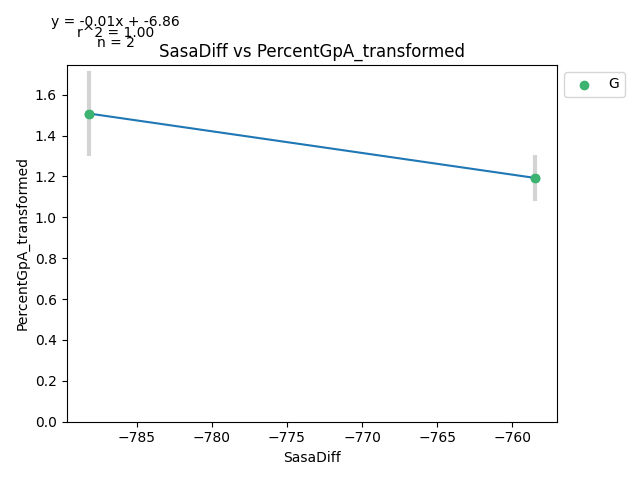 y = -0.01x + -6.86
r^2 = 1.00
n = 2
SasaDiff vs PercentGpA_transformed
G
PercentGpA_transformed
1.6
1.4
1.2
1.0
0.8
0.6
0.4
0.2
0.0
−785 −780 −775 −770 −765 −760
SasaDiff